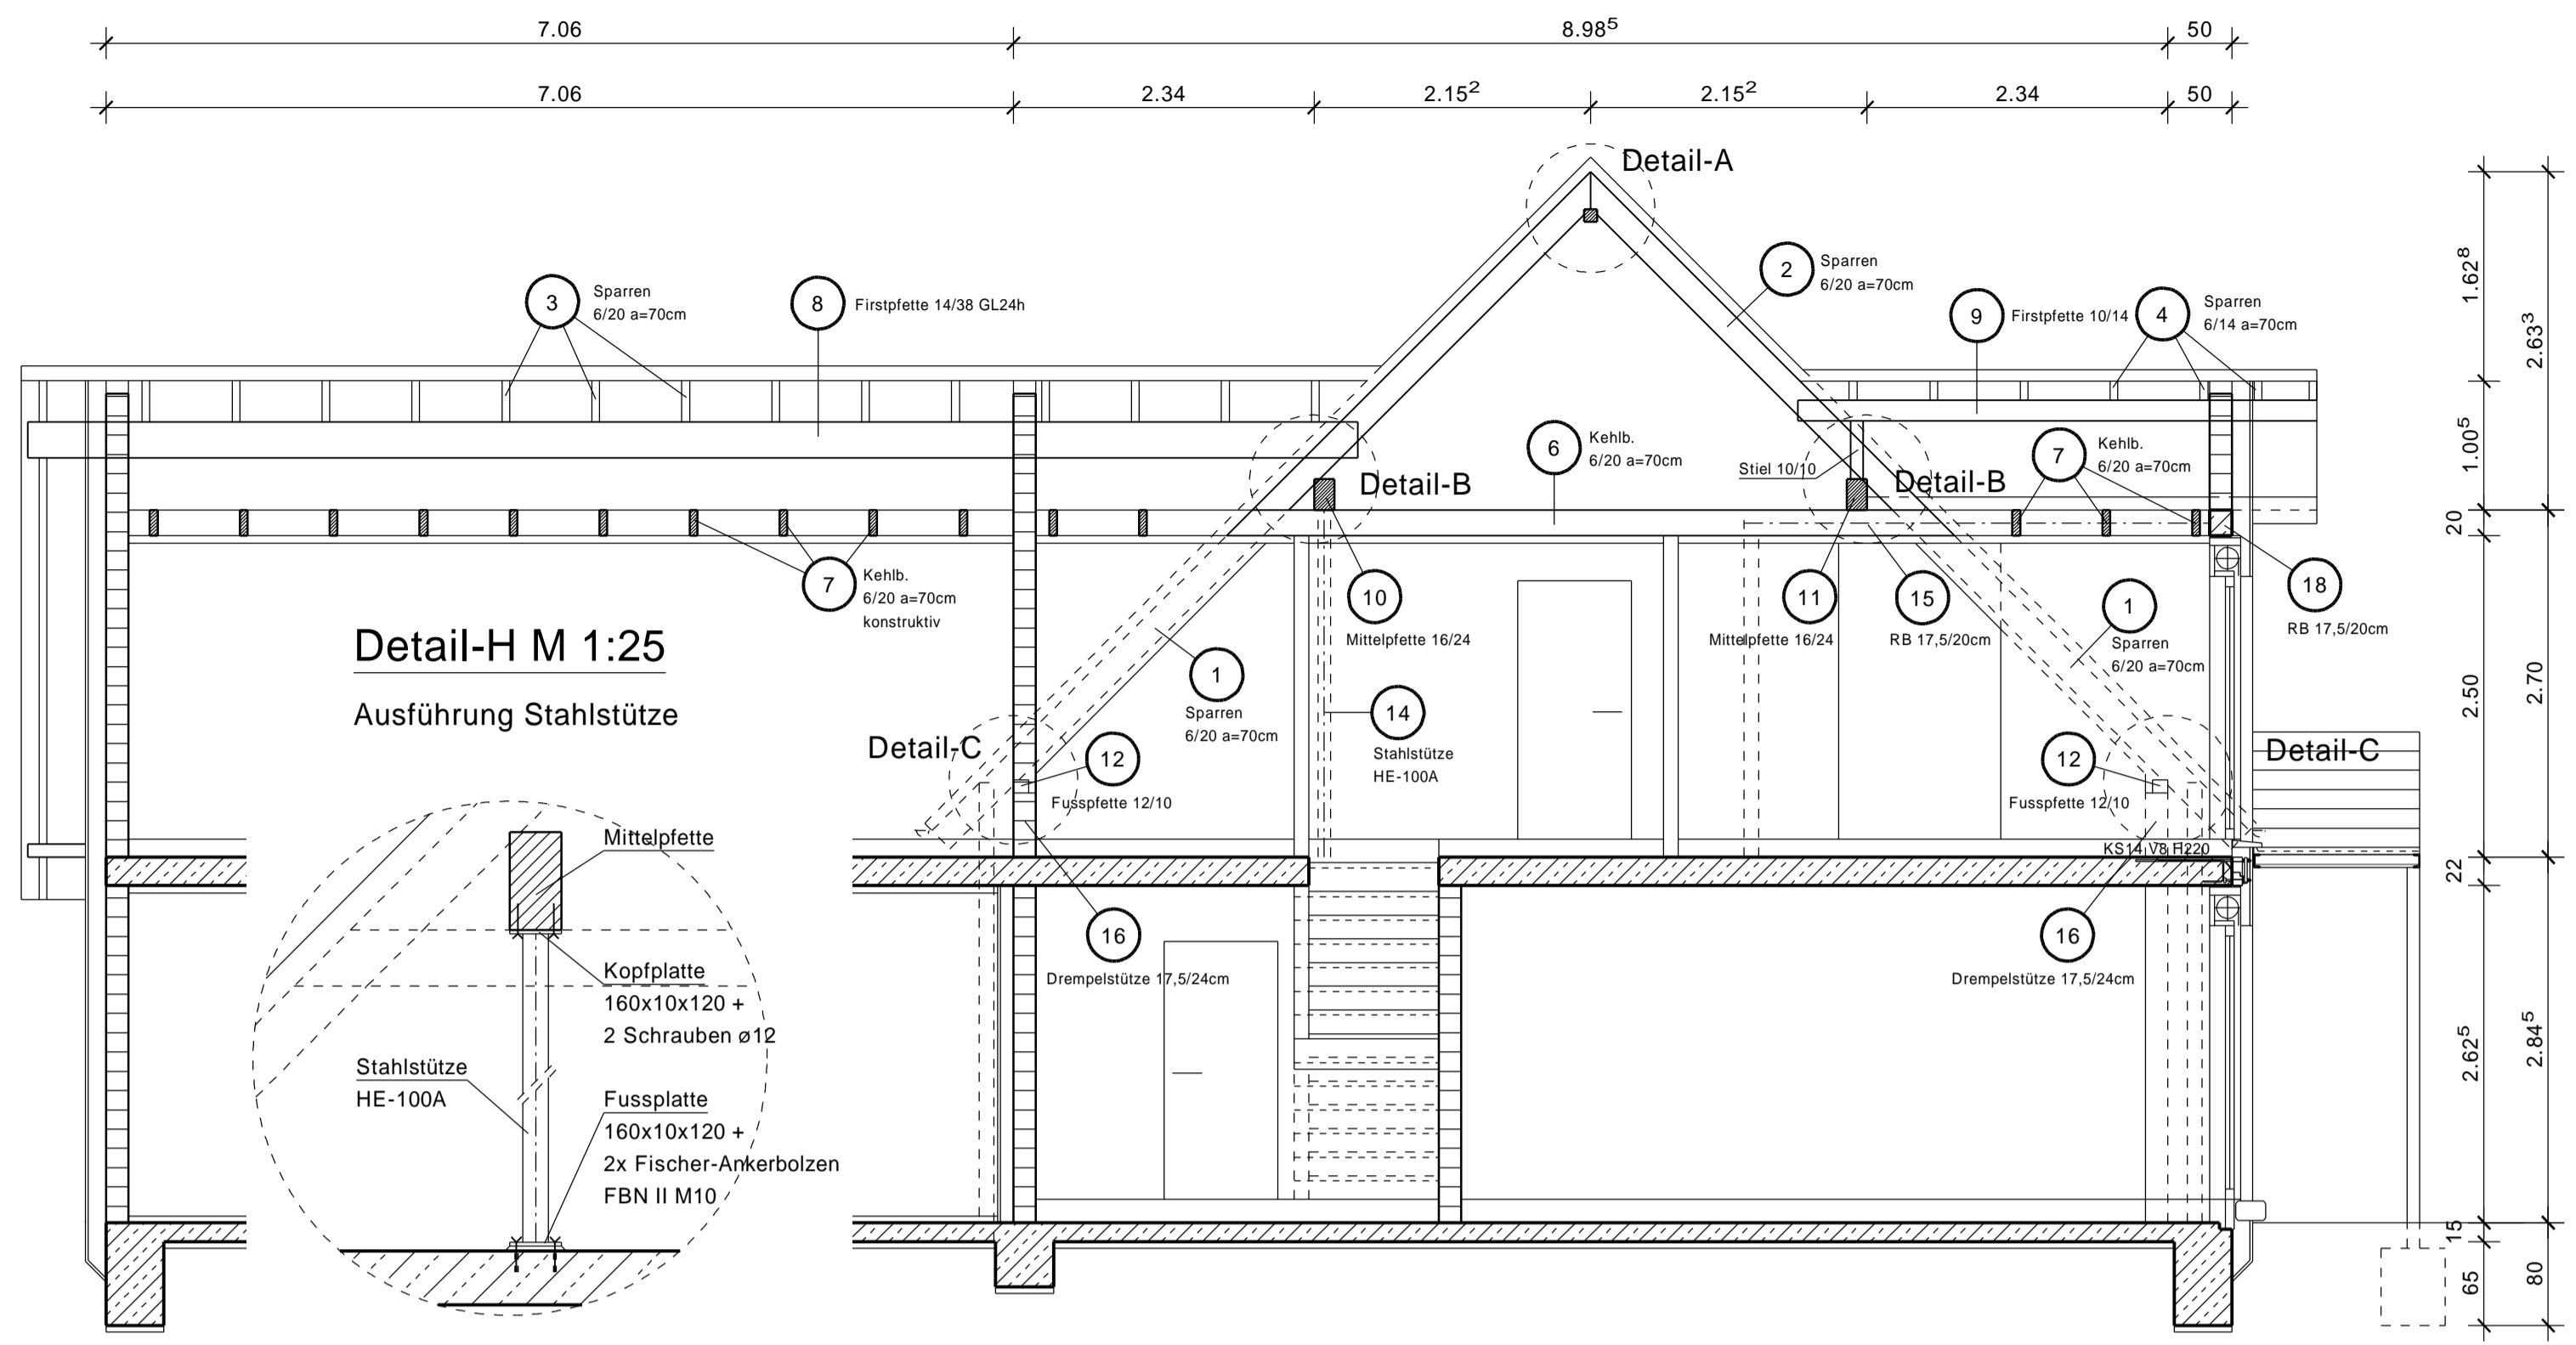 7.06
8.98⁵
50
7.06
2.34
2.15²
2.15²
2.34
50
Detail-A
3
Sparren
6/20 a=70cm
8
Firstpfette 14/38 GL24h
2
Sparren
6/20 a=70cm
9
Firstpfette 10/14
4
Sparren
6/14 a=70cm
1.62⁸
2.63³
1.00⁵
6
Kehlb.
6/20 a=70cm
Stiel 10/10
7
Kehlb.
6/20 a=70cm
Detail-B
Detail-B
20
7
Kehlb.
6/20 a=70cm
konstruktiv
10
Mittelpfette 16/24
11
Mittelpfette 16/24
15
RB 17,5/20cm
1
Sparren
6/20 a=70cm
18
RB 17,5/20cm
Detail-H M 1:25
Ausführung Stahlstütze
1
Sparren
6/20 a=70cm
14
Stahlstütze
HE-100A
2.50
2.70
Detail-C
12
Fusspfette 12/10
12
Fusspfette 12/10
Detail-C
KS14 V8 H220
22
16
Drempelstütze 17,5/24cm
16
Drempelstütze 17,5/24cm
Mittelpfette
Kopfplatte
160x10x120 +
2 Schrauben ø12
Stahlstütze
HE-100A
Fussplatte
160x10x120 +
2x Fischer-Ankerbolzen
FBN II M10
2.62⁵
2.84⁵
15
65
80